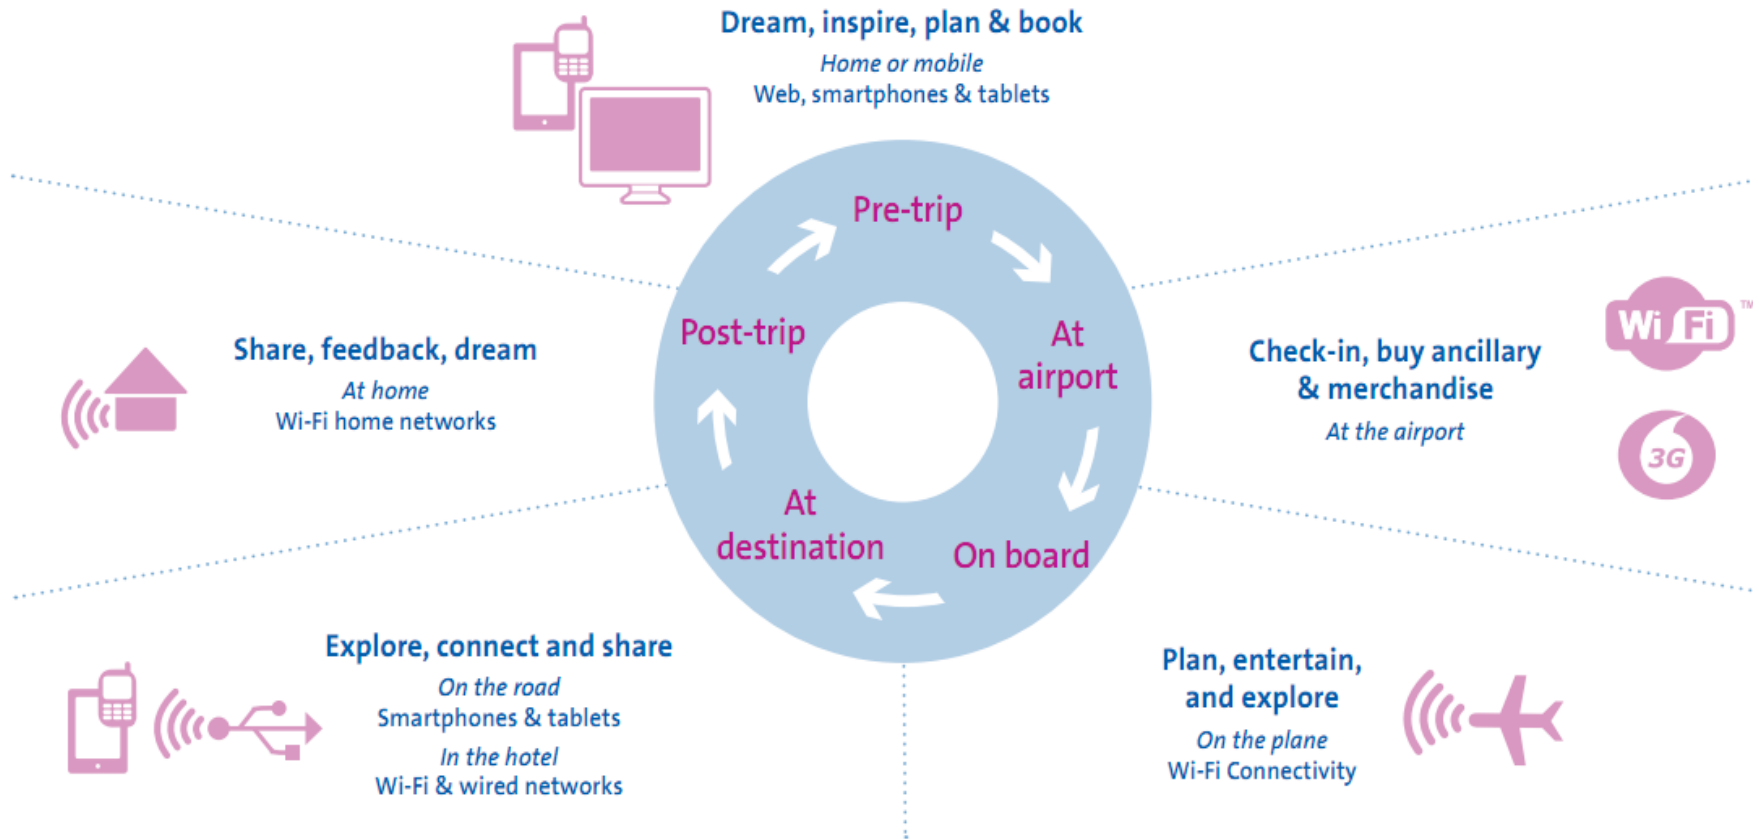 Dream, inspire, plan & book
Home or mobile
Web, smartphones & tablets
Pre-trip
At
airport
On board
At
destination
Post-trip
Check-in, buy ancillary
& merchandise
At the airport
Wi Fi TM
3G
Plan, entertain,
and explore
On the plane
Wi-Fi Connectivity
Explore, connect and share
On the road
Smartphones & tablets
In the hotel
Wi-Fi & wired networks
Share, feedback, dream
At home
Wi-Fi home networks